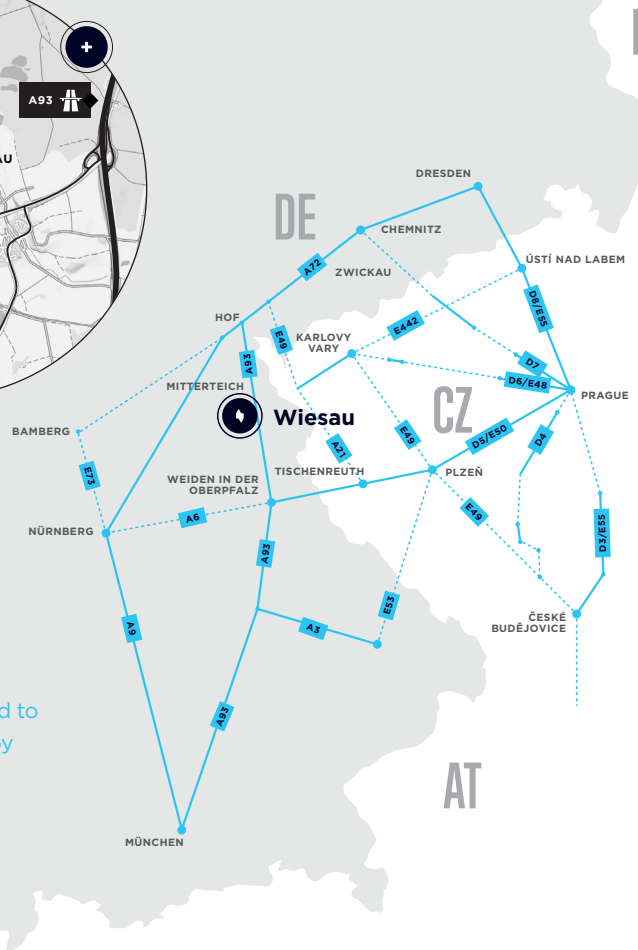 +
A93
AU
DE
DRESDEN
CHEMNITZ
ÚSTÍ NAD LABEM
A72
ZWICKAU
D8/E55
HOF
E442
E49
KARLOVY
VARY
A93
D7
MITTERTEICH
D6/E48
PRAGUE
Wiesau
CZ
BAMBERG
E49
D5/E50
D4
A21
TISCHENREUTH
PLZEŇ
E73
WEIDEN IN DER
OBERPFALZ
E49
A6
NÜRNBERG
D3/E55
A93
E53
ČESKE
BUDĚJOVICE
A9
A3
d to
A93
y
AT
MÜNCHEN